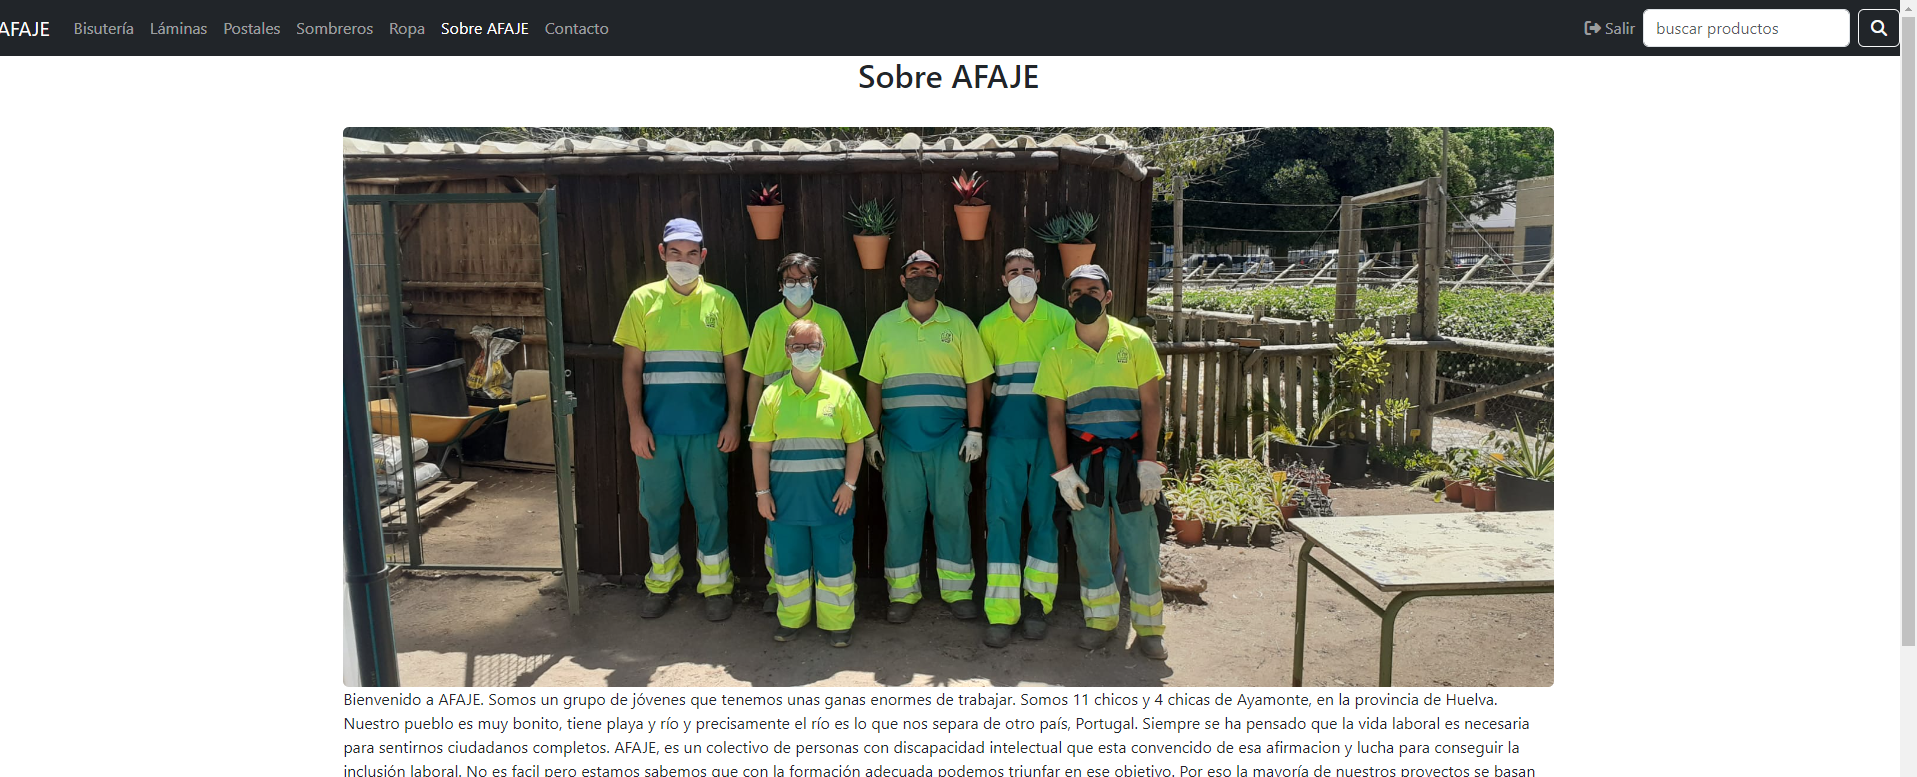 AFAJE Bisutería Láminas Postales Sombreros Ropa Sobre AFAJE Contacto Salir buscar productos
Sobre AFAJE
Bienvenido a AFAJE. Somos un grupo de jóvenes que tenemos unas ganas enormes de trabajar. Somos 11 chicos y 4 chicas de Ayamonte, en la provincia de Huelva.
Nuestro pueblo es muy bonito, tiene playa y río y precisamente el río es lo que nos separa de otro país, Portugal. Siempre se ha pensado que la vida laboral es necesaria
para sentirnos ciudadanos completos. AFAJE, es un colectivo de personas con discapacidad intelectual que esta convencido de esa afirmacion y lucha para conseguir la
inclusión laboral. No es facil pero estamos sabemos que con la formación adecuada podemos triunfar en ese objetivo. Por eso la mayoría de nuestros proyectos se basan